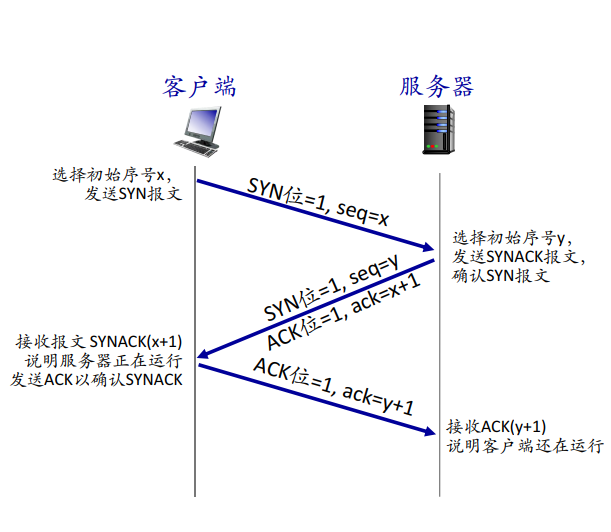 客户端
服务器
选择初始序号x，
发送SYN报文
SYN位=1, seq=x
选择初始序号y，
发送SYNACK报文，
确认SYN报文
SYN位=1, seq=y
ACK位=1, ack=x+1
接收报文 SYNACK(x+1)
说明服务器正在运行
发送ACK以确认SYNACK
ACK位=1, ack=y+1
接收ACK(y+1)
说明客户端还在运行